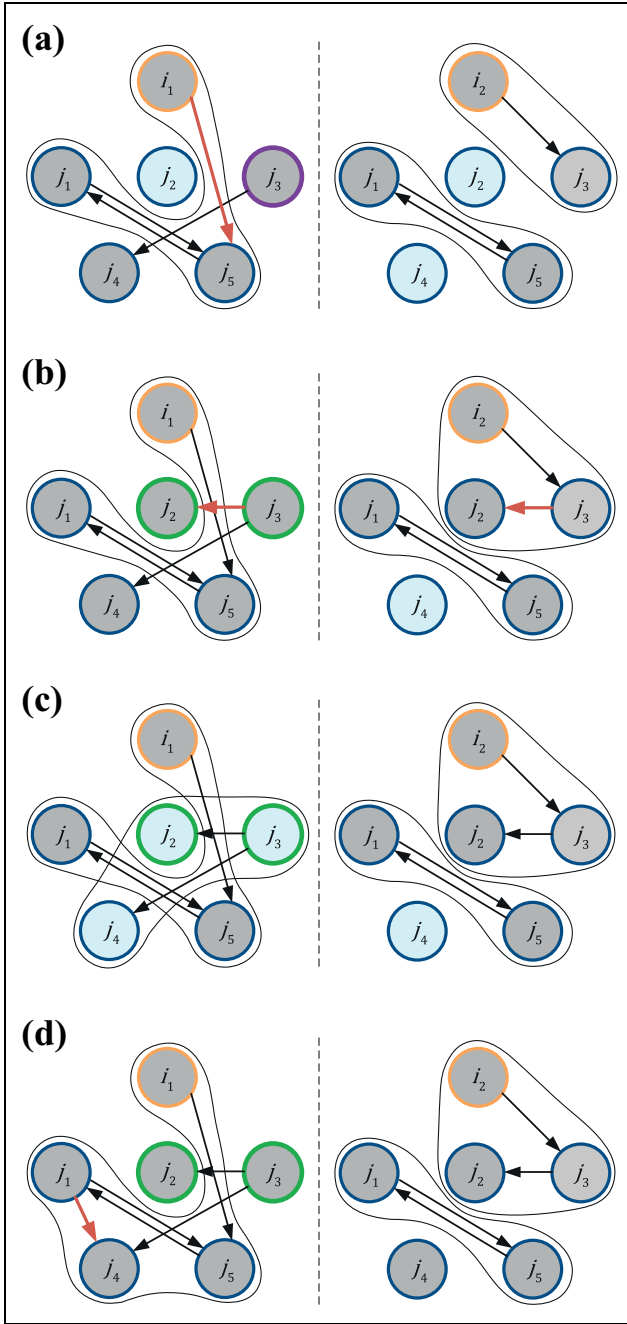 (a)
i₁ i₂
j₁ j₂ j₃ j₁ j₂ j₃
j₄ j₅ j₄ j₅
(b)
i₁ i₂
j₁ j₂ j₃ j₁ j₂ j₃
j₄ j₅ j₄ j₅
(c)
i₁ i₂
j₁ j₂ j₃ j₁ j₂ j₃
j₄ j₅ j₄ j₅
(d)
i₁ i₂
j₁ j₂ j₃ j₁ j₂ j₃
j₄ j₅ j₄ j₅